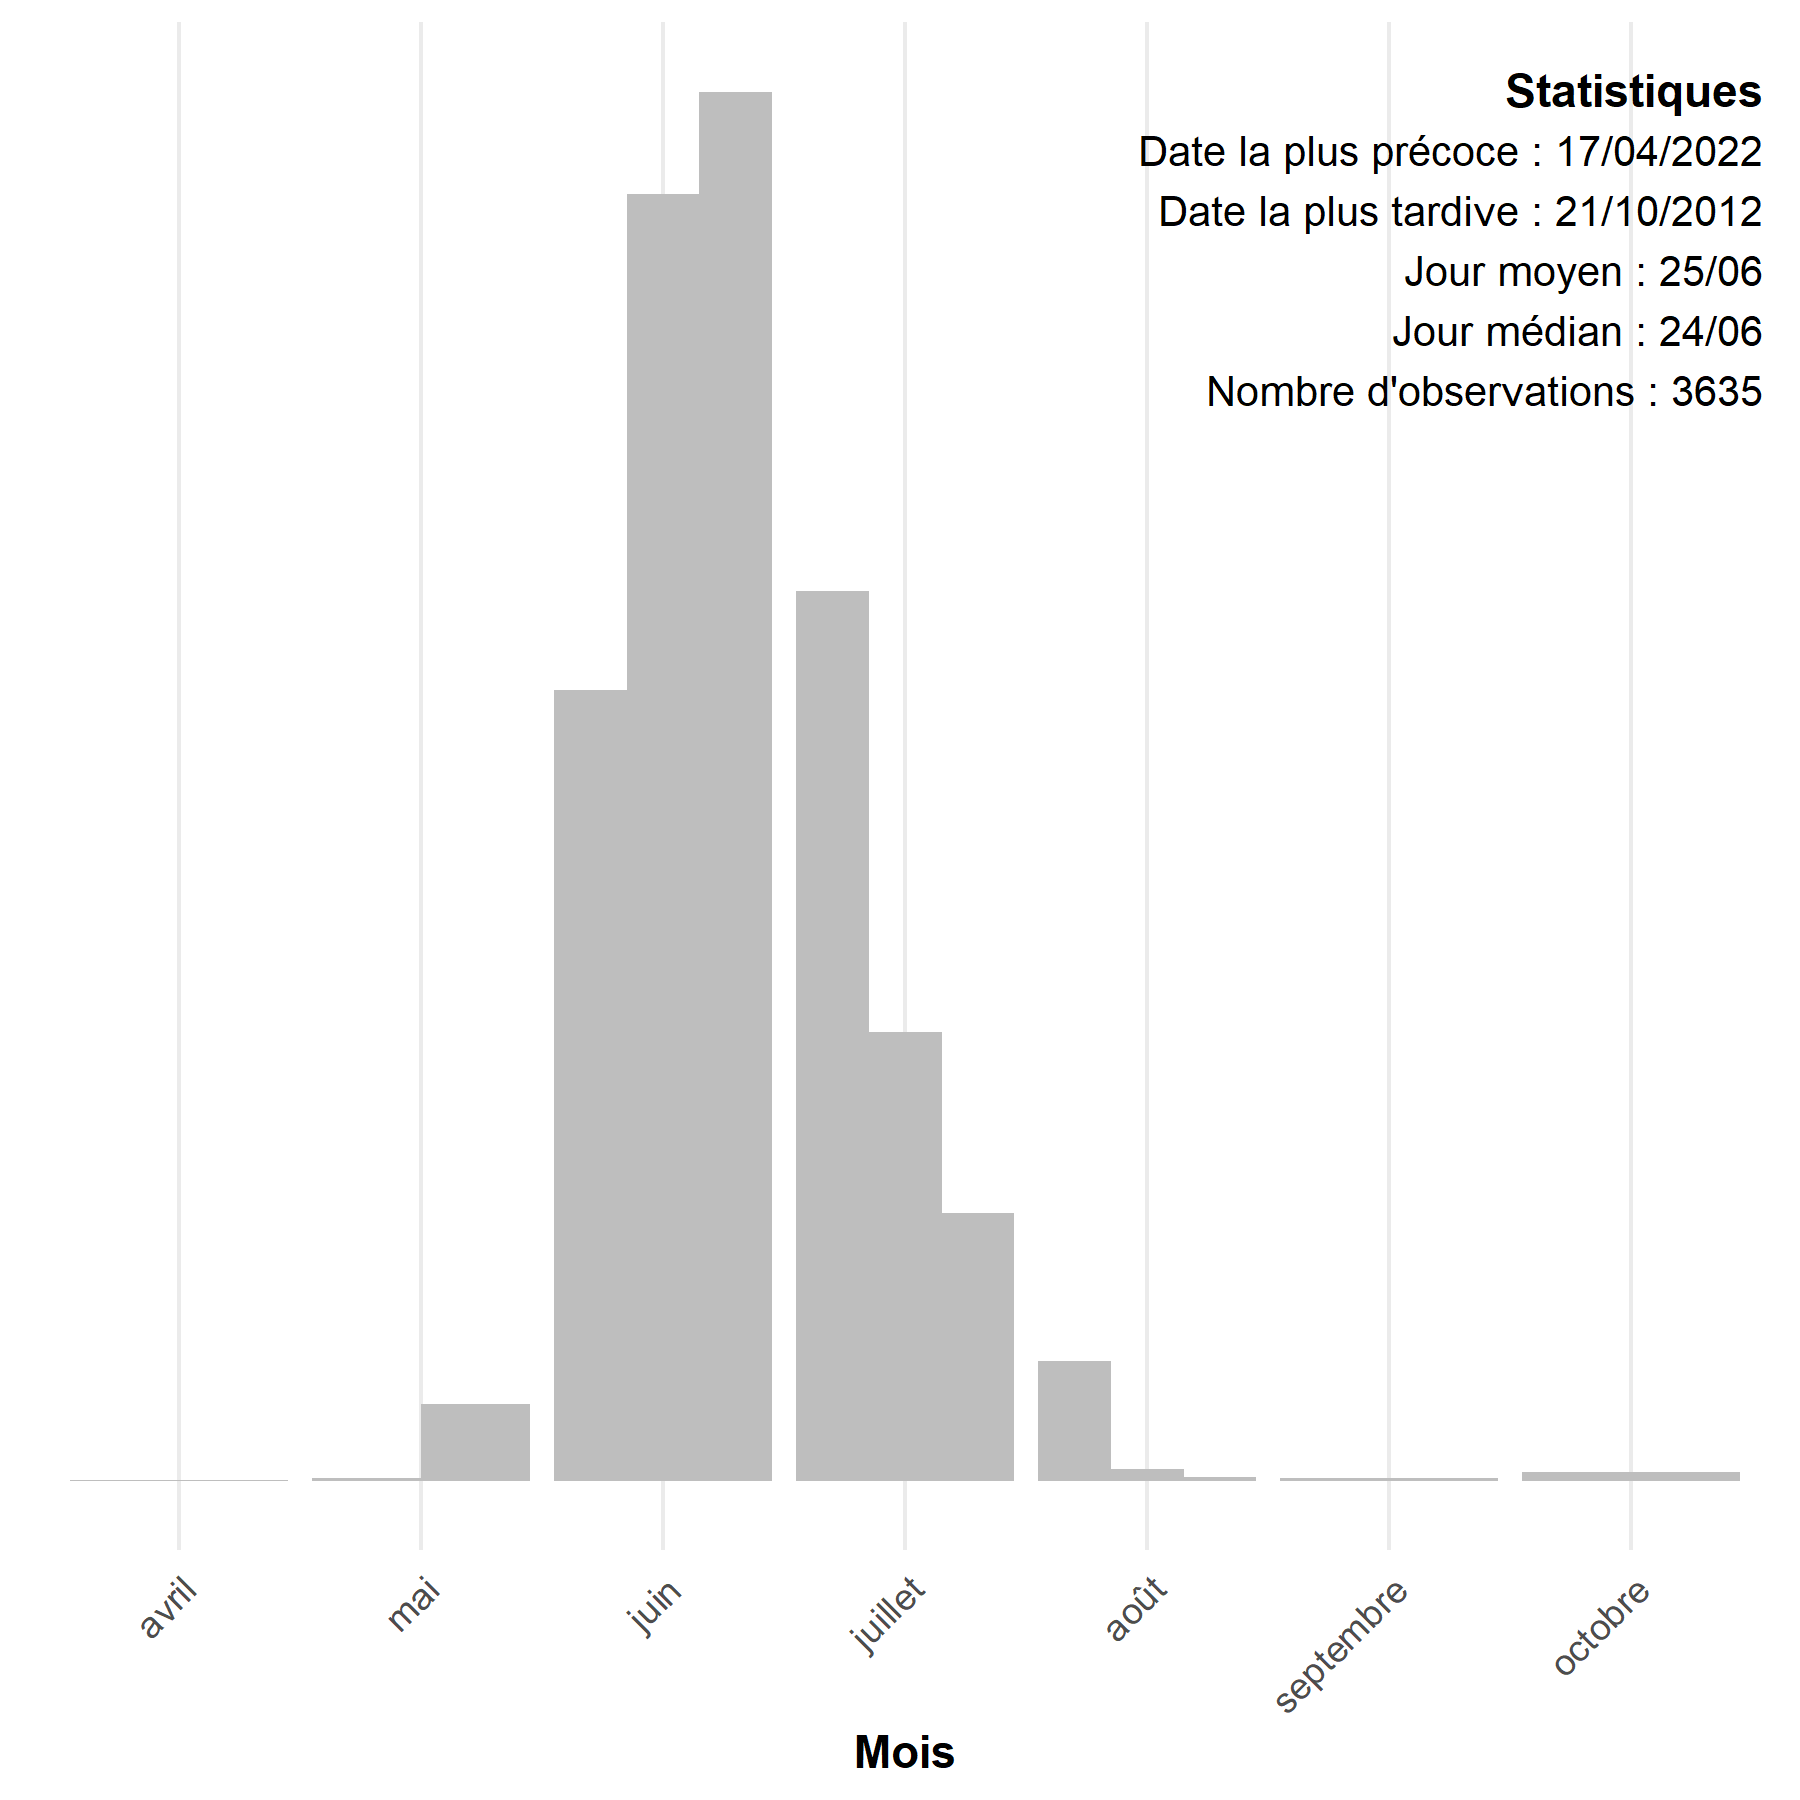 Statistiques
Date la plus précoce : 17/04/2022
Date la plus tardive : 21/10/2012
Jour moyen : 25/06
Jour médian : 24/06
Nombre d'observations : 3635
avril
mai
juin
juillet
août
septembre
octobre
Mois